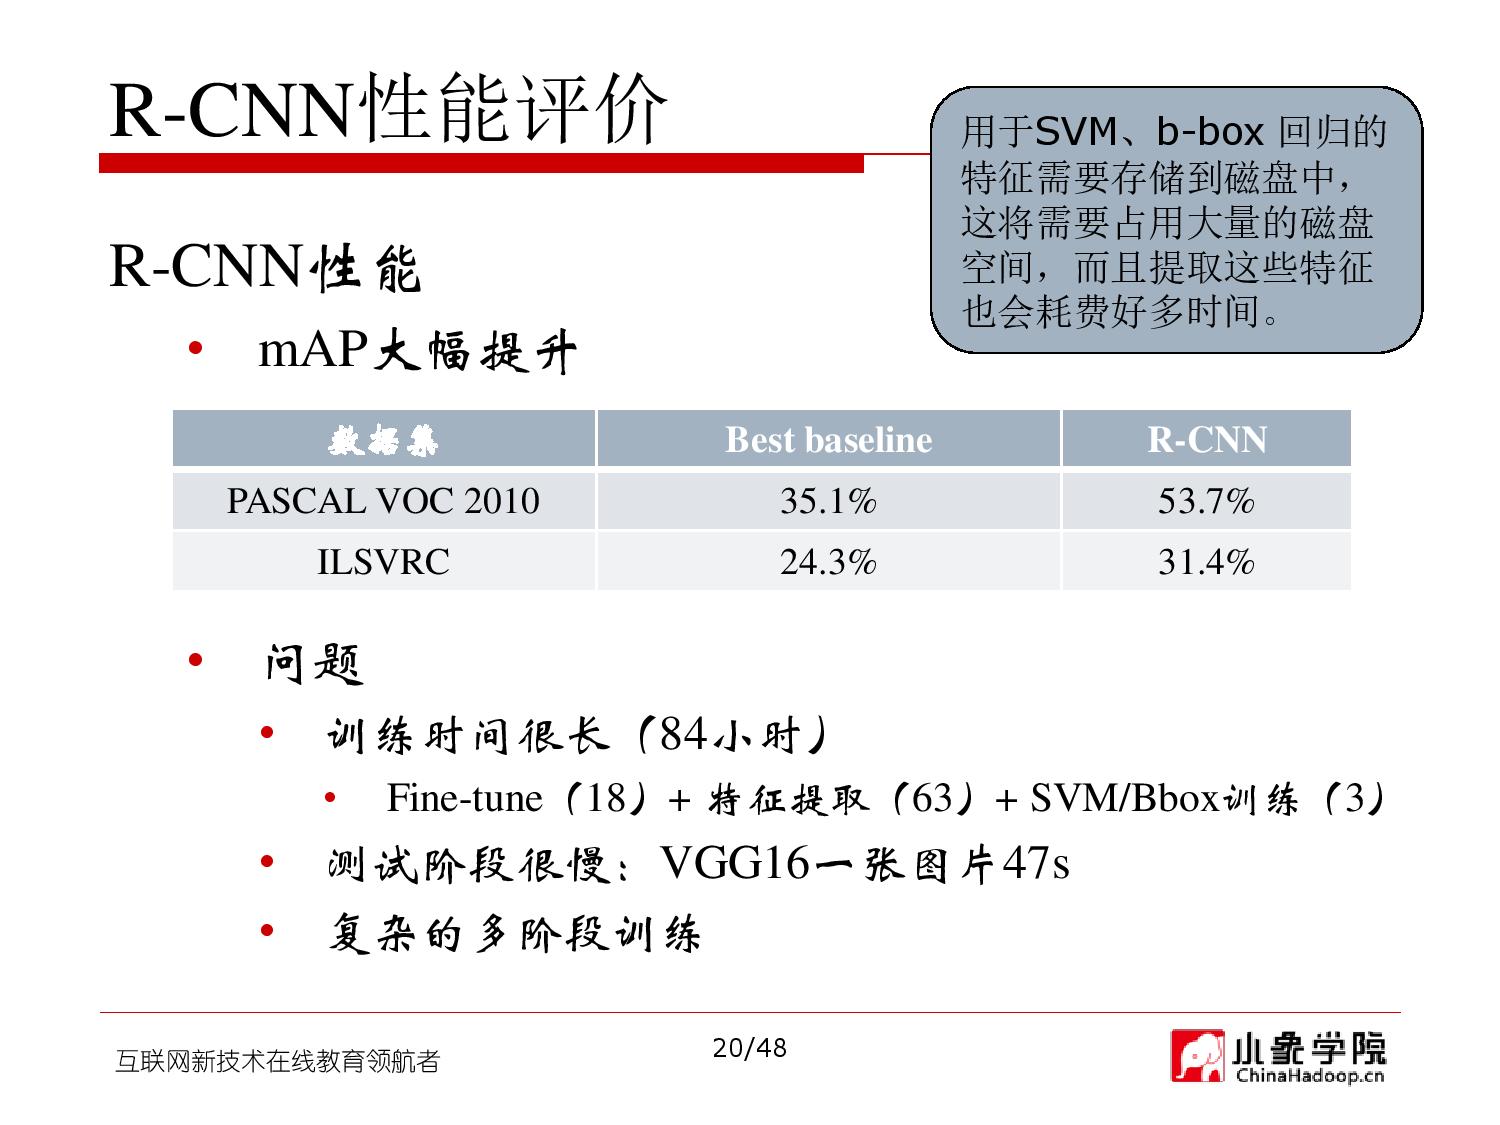 R-CNN性能评价
用于SVM、b-box 回归的
特征需要存储到磁盘中，
这将需要占用大量的磁盘
空间，而且提取这些特征
也会耗费好多时间。
R-CNN性能
• mAP大幅提升
数据集 Best baseline R-CNN
PASCAL VOC 2010 35.1% 53.7%
ILSVRC 24.3% 31.4%
• 问题
• 训练时间很长（84小时）
• Fine-tune（18）+ 特征提取（63）+ SVM/Bbox训练（3）
• 测试阶段很慢：VGG16一张图片47s
• 复杂的多阶段训练
互联网新技术在线教育领航者
20/48
小象学院
ChinaHadoop.cn